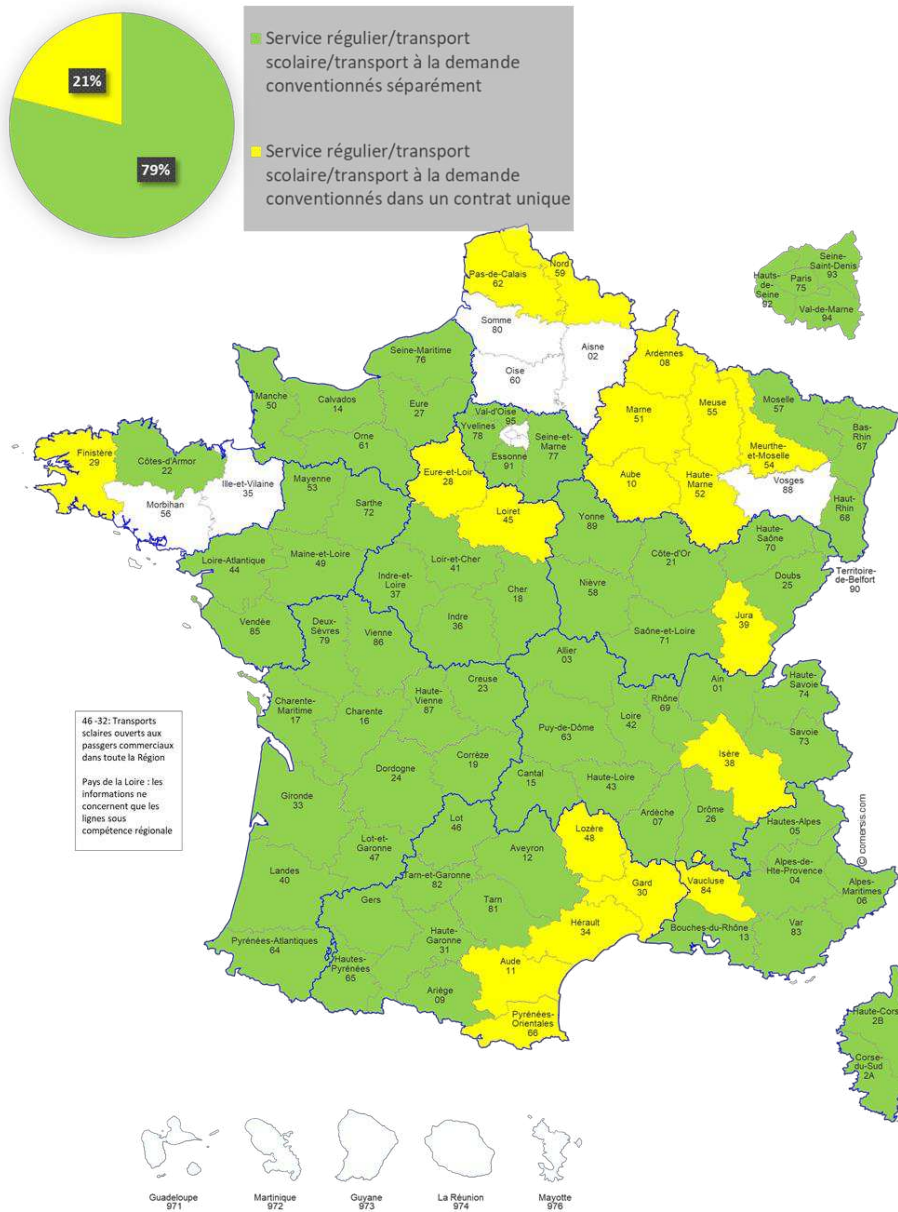 21%
79%
Service régulier/transport
scolaire/transport à la demande
conventionnés séparément
Service régulier/transport
scolaire/transport à la demande
conventionnés dans un contrat unique
Nord
59
Pas-de-Calais
62
Somme
80
Aisne
02
Oise
60
Seine-
Saint-Denis
93
Hauts-
de-
Seine
92
Paris
75
Val-de-Marne
94
Seine-Maritime
76
Ardennes
08
Manche
50
Calvados
14
Eure
27
Orne
61
Val-d'Oise
95
Yvelines
78
Essonne
91
Seine-et-
Marne
77
Marne
51
Meuse
55
Moselle
57
Meurthe-
et-Moselle
54
Bas-
Rhin
67
Aube
10
Haute-
Marne
52
Vosges
88
Haut-
Rhin
68
Finistère
29
Côtes-d'Armor
22
Ille-et-Vilaine
35
Morbihan
56
Mayenne
53
Sarthe
72
Eure-et-Loir
28
Loiret
45
Yonne
89
Haute-
Saône
70
Territoire-
de-Belfort
90
Loire-Atlantique
44
Maine-et-Loire
49
Indre-et-
Loire
37
Loir-et-Cher
41
Cher
18
Nièvre
58
Côte-d'Or
21
Doubs
25
Jura
39
Vendée
85
Deux-
Sèvres
79
Vienne
86
Indre
36
Saône-et-Loire
71
Allier
03
Creuse
23
Haute-
Vienne
87
Charente-
Maritime
17
Charente
16
Puy-de-Dôme
63
Loire
42
Rhône
69
Ain
01
Haute-
Savoie
74
Savoie
73
Isère
38
46 -32: Transports
sclaires ouverts aux
passgers commerciaux
dans toute la Région
Pays de la Loire : les
informations ne
concernent que les
lignes sous
compétence régionale
Corrèze
19
Dordogne
24
Cantal
15
Haute-Loire
43
Ardèche
07
Drôme
26
Hautes-Alpes
05
Gironde
33
Lot
46
Lot-et-
Garonne
47
Aveyron
12
Lozère
48
Gard
30
Vaucluse
84
Alpes-de-
Hte-Provence
04
Alpes-
Maritimes
06
Landes
40
Tarn-et-Garonne
82
Gers
Tarn
81
Hérault
34
Bouches-du-Rhône
13
Var
83
Pyrénées-Atlantiques
64
Haute-
Garonne
31
Hautes-
Pyrénées
65
Ariège
09
Aude
11
Pyrénées-
Orientales
66
© comersis.com
Haute-Cors
2B
Corse-
du-Sud
2A
Guadeloupe
971
Martinique
972
Guyane
973
La Réunion
974
Mayotte
976